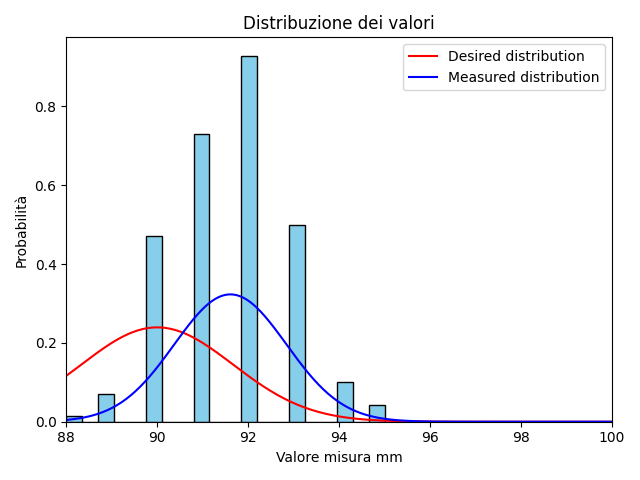 Distribuzione dei valori
Desired distribution
Measured distribution
Probabilità
0.8
0.6
0.4
0.2
0.0
88 90 92 94 96 98 100
Valore misura mm